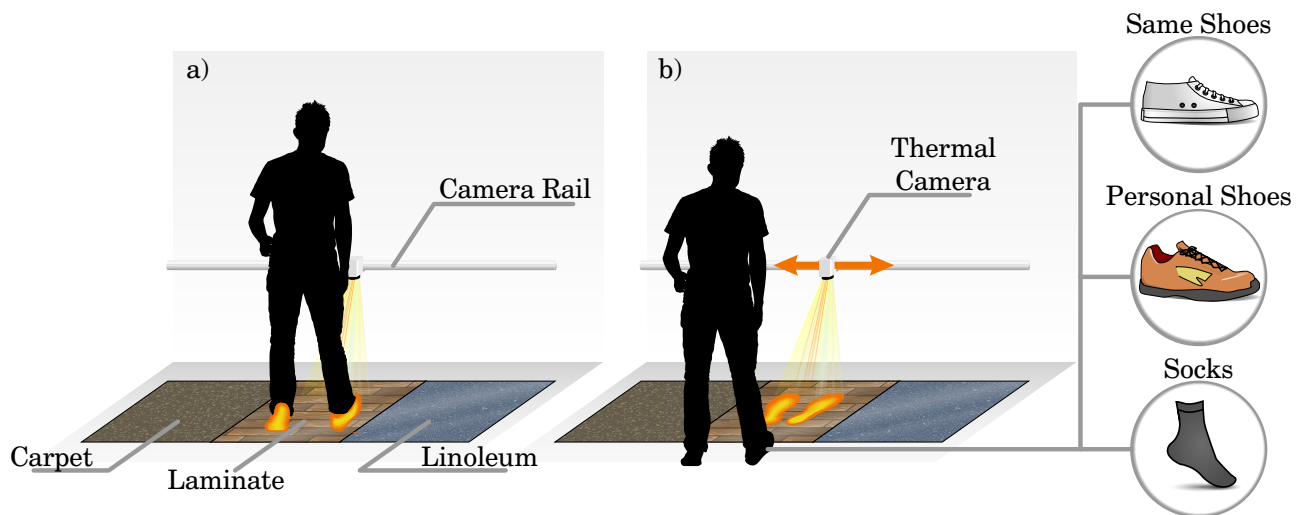 a)
Camera Rail
Carpet
Laminate
Linoleum
b)
Thermal
Camera
Same Shoes
Personal Shoes
Socks